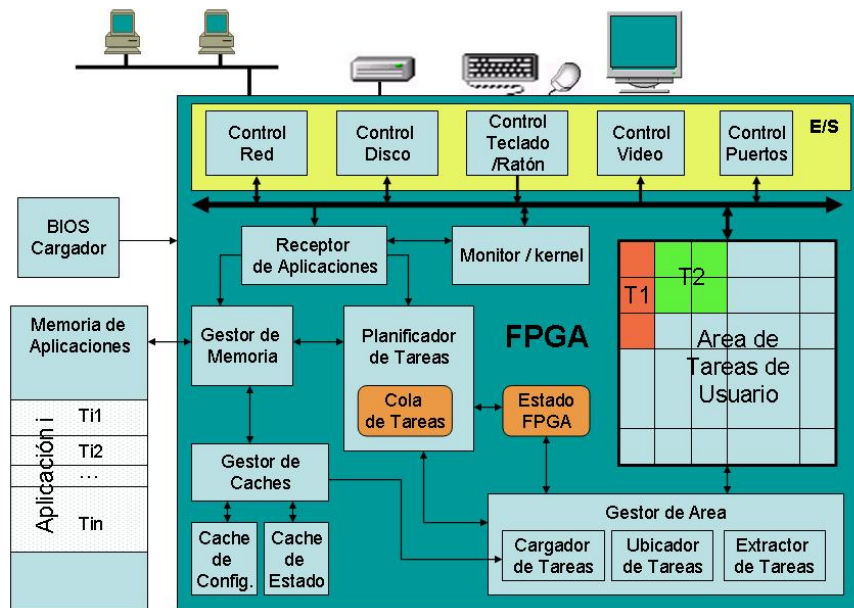 E/S
Control
Red
Control
Disco
Control
Teclado
/Ratón
Control
Video
Control
Puertos
BIOS
Cargador
Receptor
de Aplicaciones
Monitor / kernel
T1
T2
Memoria de
Aplicaciones
Gestor de
Memoria
Planificador
de Tareas
FPGA
Area de
Tareas de
Usuario
Cola
de Tareas
Estado
FPGA
Aplicación i
Ti1
Ti2
...
Tin
Gestor de
Caches
Cache
de
Config.
Cache
de
Estado
Gestor de Area
Cargador
de Tareas
Ubicador
de Tareas
Extractor
de Tareas